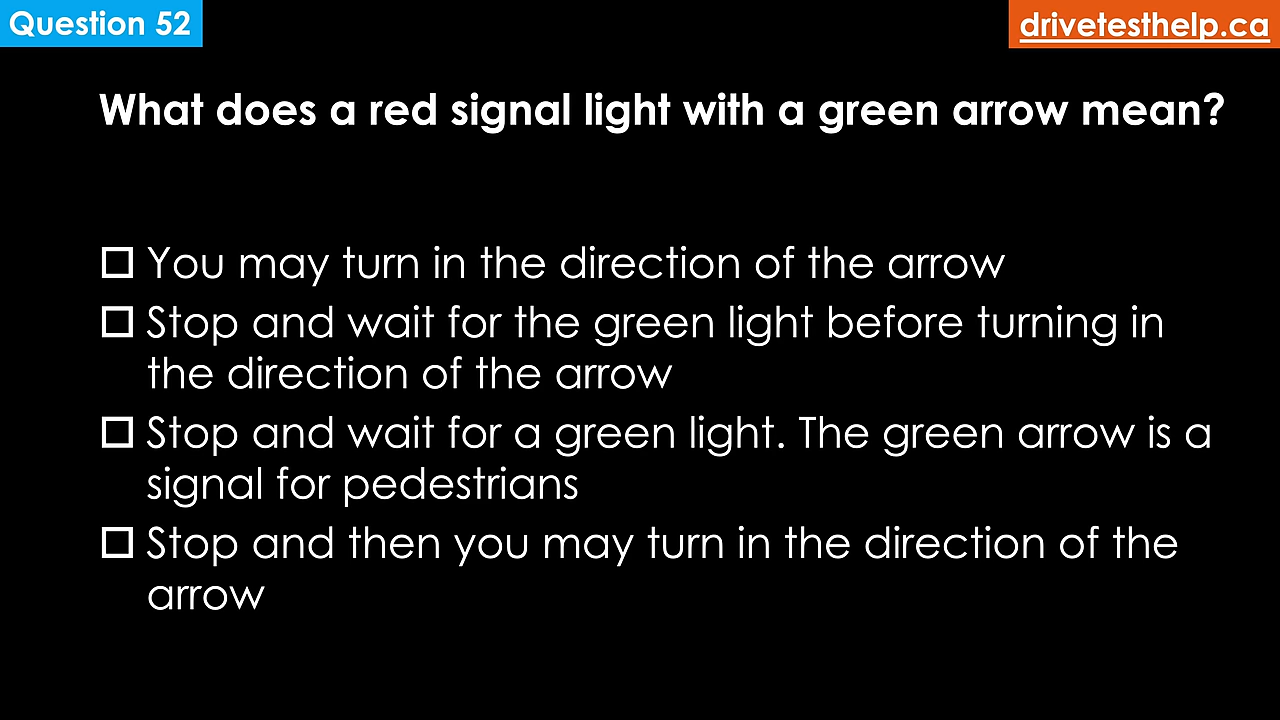 Question 52
drivetesthelp.ca
What does a red signal light with a green arrow mean?
You may turn in the direction of the arrow
Stop and wait for the green light before turning in
the direction of the arrow
Stop and wait for a green light. The green arrow is a
signal for pedestrians
Stop and then you may turn in the direction of the
arrow